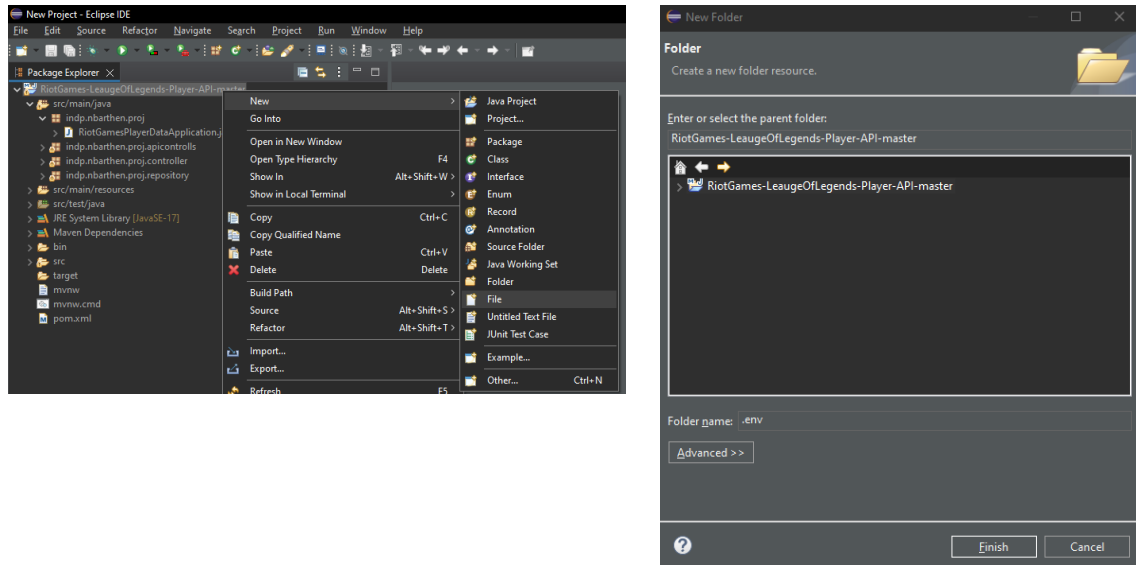 New Project - Eclipse IDE
File Edit Source Refactor Navigate Search Project Run Window Help
Package Explorer
RiotGames-LeaugeOfLegends-Player-API-master
src/main/java
indp.nbarthen.proj
RiotGamesPlayerDataApplication.j
indp.nbarthen.proj.apicontrolls
indp.nbarthen.proj.controller
indp.nbarthen.proj.repository
src/main/resources
src/test/java
JRE System Library [JavaSE-17]
Maven Dependencies
bin
src
target
mvnw
mvnw.cmd
pom.xml
New
Go Into
Open in New Window
Open Type Hierarchy F4
Show In Alt+Shift+W >
Show in Local Terminal
Copy Ctrl+C
Copy Qualified Name
Paste Ctrl+V
Delete Delete
Build Path
Source Alt+Shift+S >
Refactor Alt+Shift+T >
Import...
Export...
Refresh F5
Java Project
Project...
Package
Class
Interface
Enum
Record
Annotation
Source Folder
Java Working Set
Folder
File
Untitled Text File
JUnit Test Case
Example...
Other... Ctrl+N
New Folder
Folder
Create a new folder resource.
Enter or select the parent folder:
RiotGames-LeaugeOfLegends-Player-API-master
RiotGames-LeaugeOfLegends-Player-API-master
Folder name: .env
Advanced >>
Finish Cancel